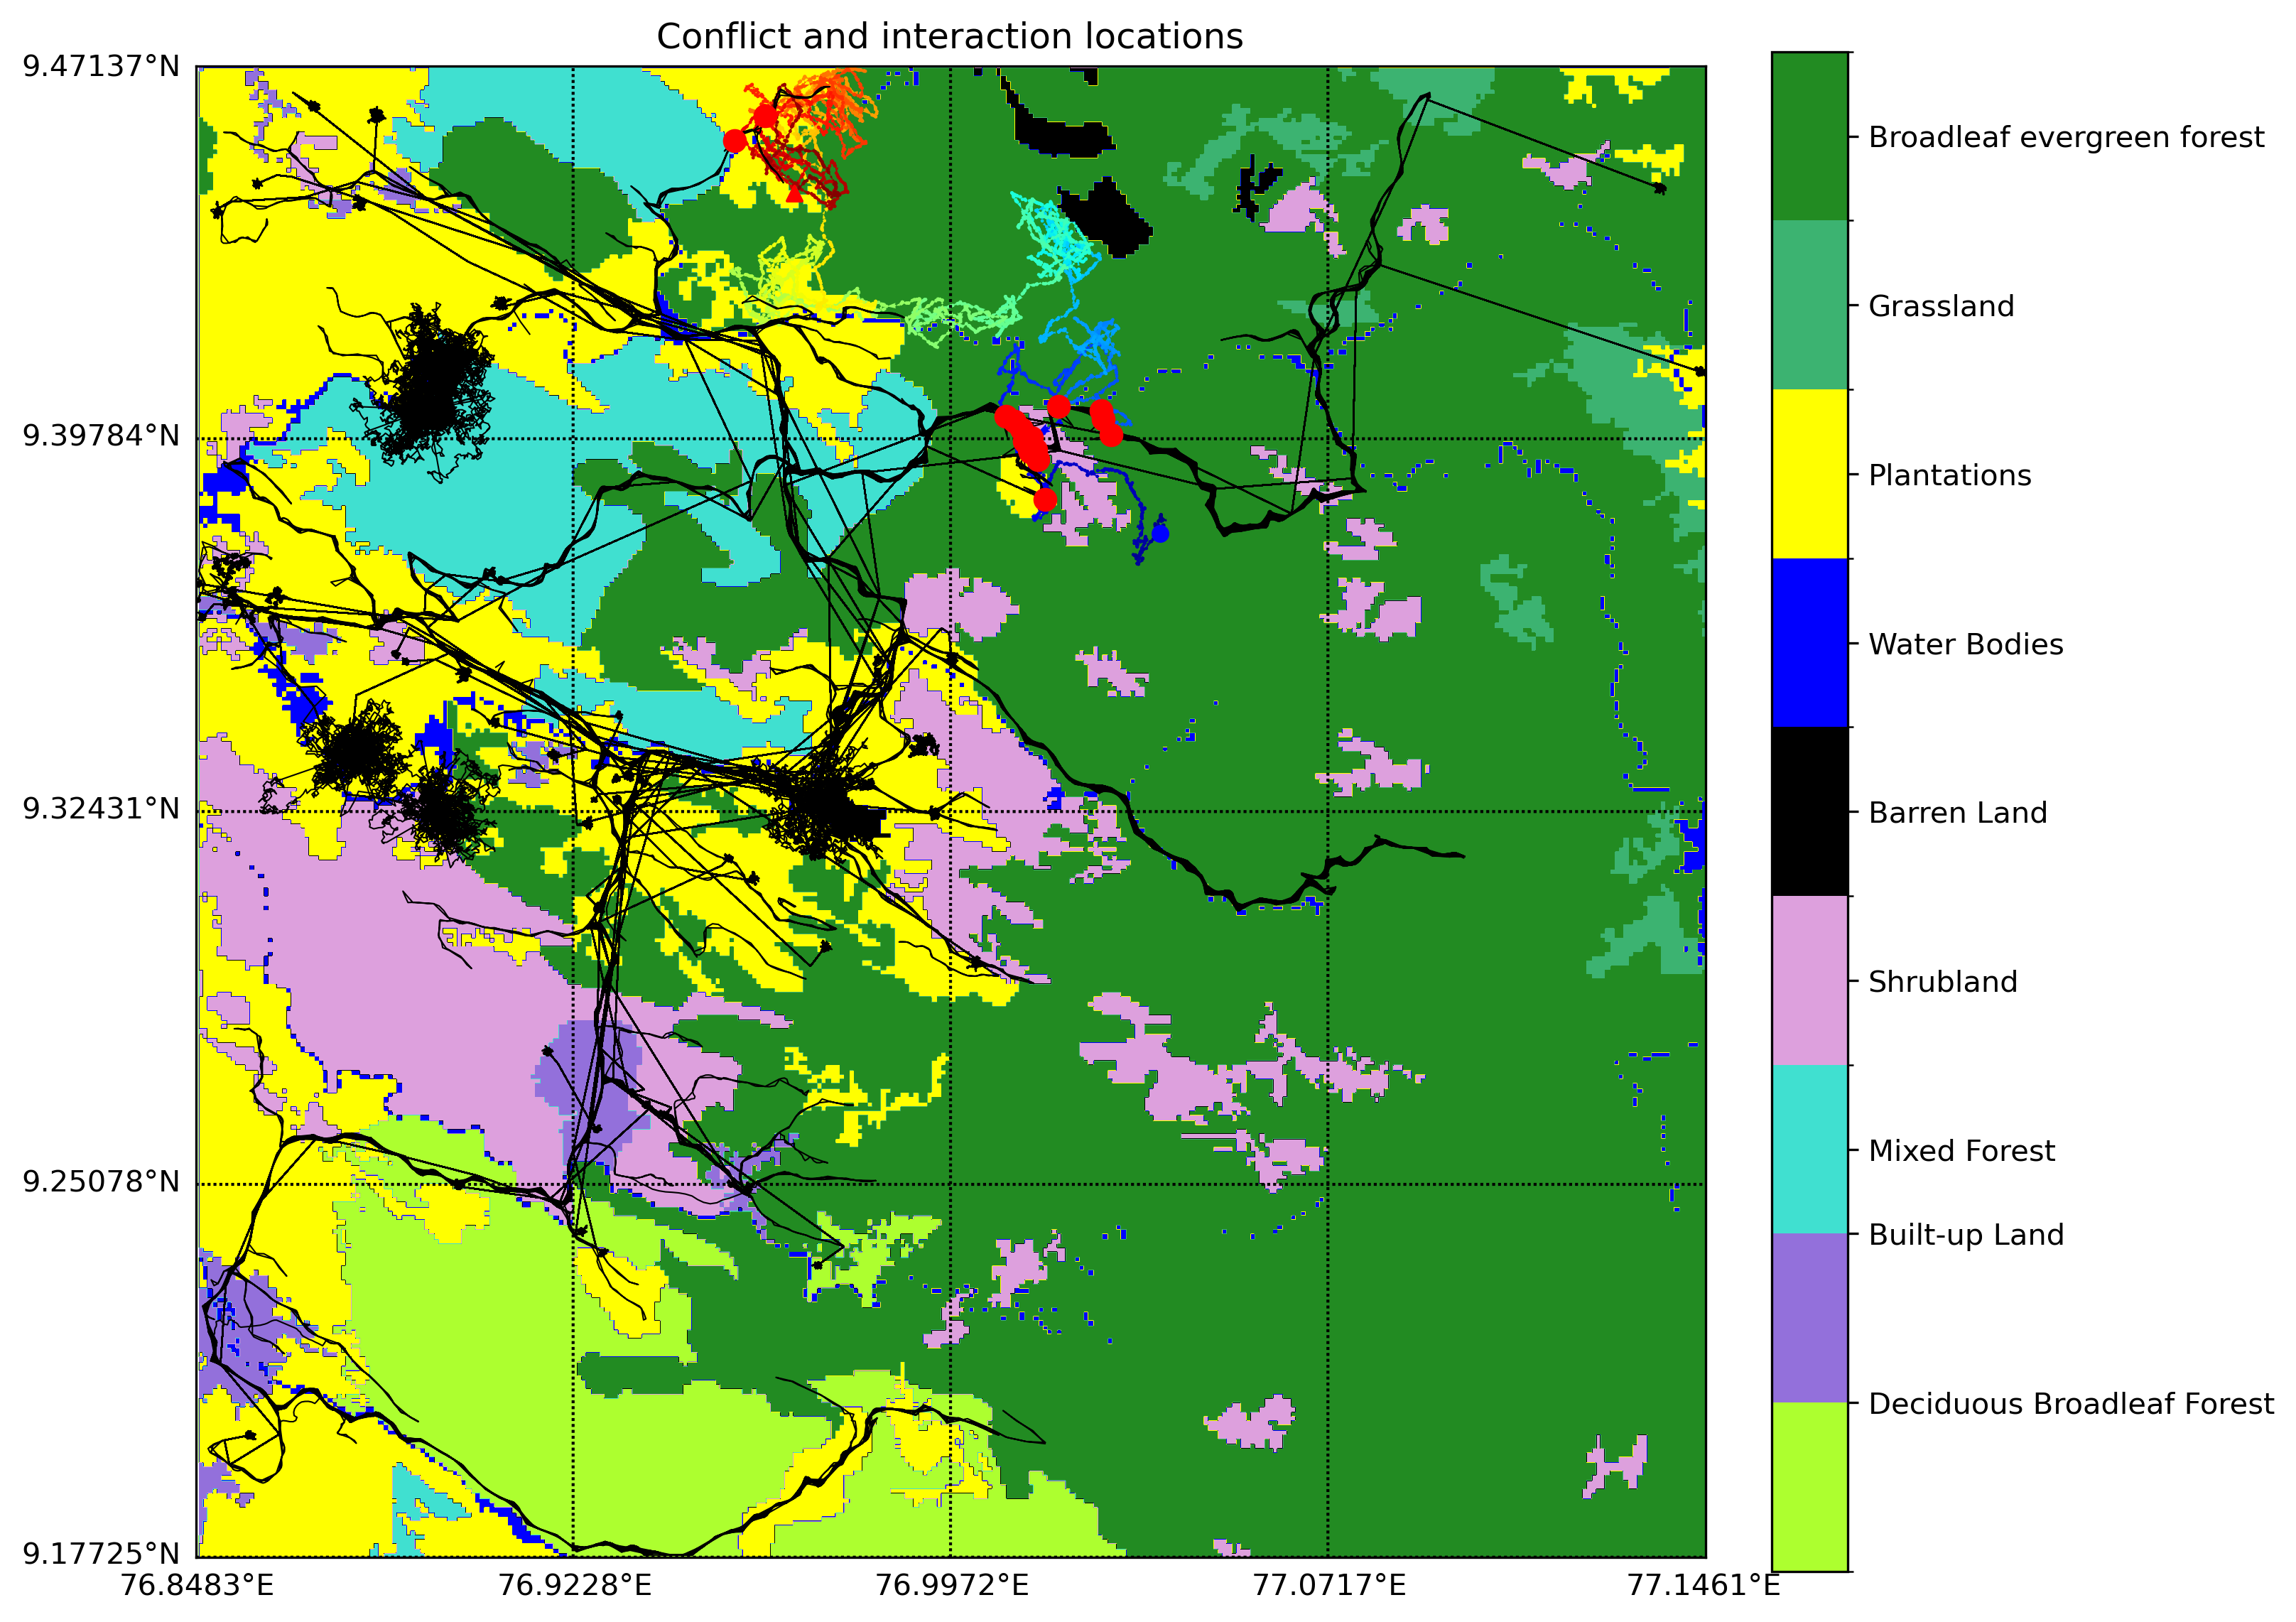 Conflict and interaction locations
9.47137°N
9.39784°N
9.32431°N
9.25078°N
9.17725°N
76.8483°E
76.9228°E
76.9972°E
77.0717°E
77.1461°E
Broadleaf evergreen forest
Grassland
Plantations
Water Bodies
Barren Land
Shrubland
Mixed Forest
Built-up Land
Deciduous Broadleaf Forest